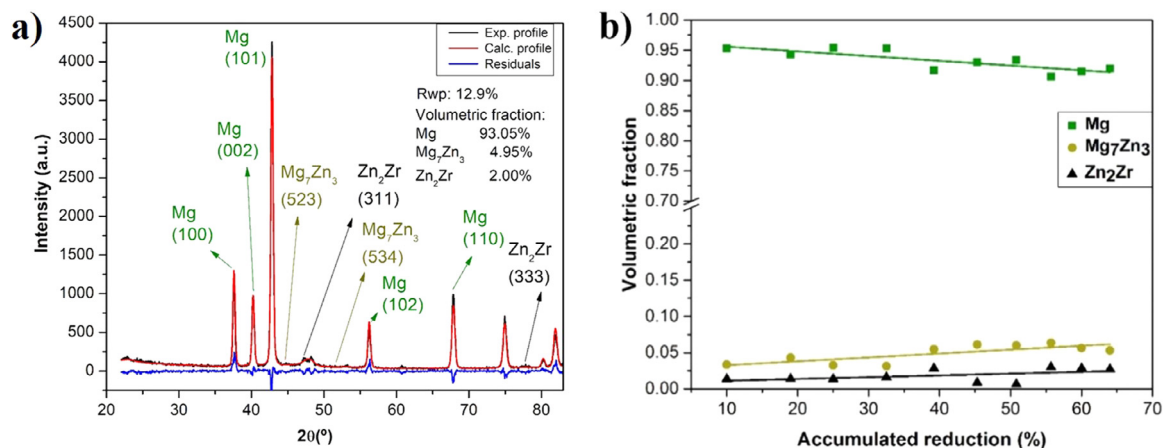 a)
4500
4000
3500
3000
2500
2000
1500
1000
500
0
Intensity (a.u.)
20
30
40
50
60
70
80
2θ(º)
Mg
(101)
Mg
(002)
Mg
(100)
Mg₇Zn₃
(523)
Zn₂Zr
(311)
Mg₇Zn₃
(534)
Mg
(102)
Mg
(110)
Zn₂Zr
(333)
Exp. profile
Calc. profile
Residuals
Rwp: 12.9%
Volumetric fraction:
Mg 93.05%
Mg₇Zn₃ 4.95%
Zn₂Zr 2.00%
b)
1.00
0.95
0.90
0.85
0.80
0.75
0.70
0.20
0.15
0.10
0.05
0.00
Volumetric fraction
Mg
Mg₇Zn₃
Zn₂Zr
0
10
20
30
40
50
60
70
Accumulated reduction (%)